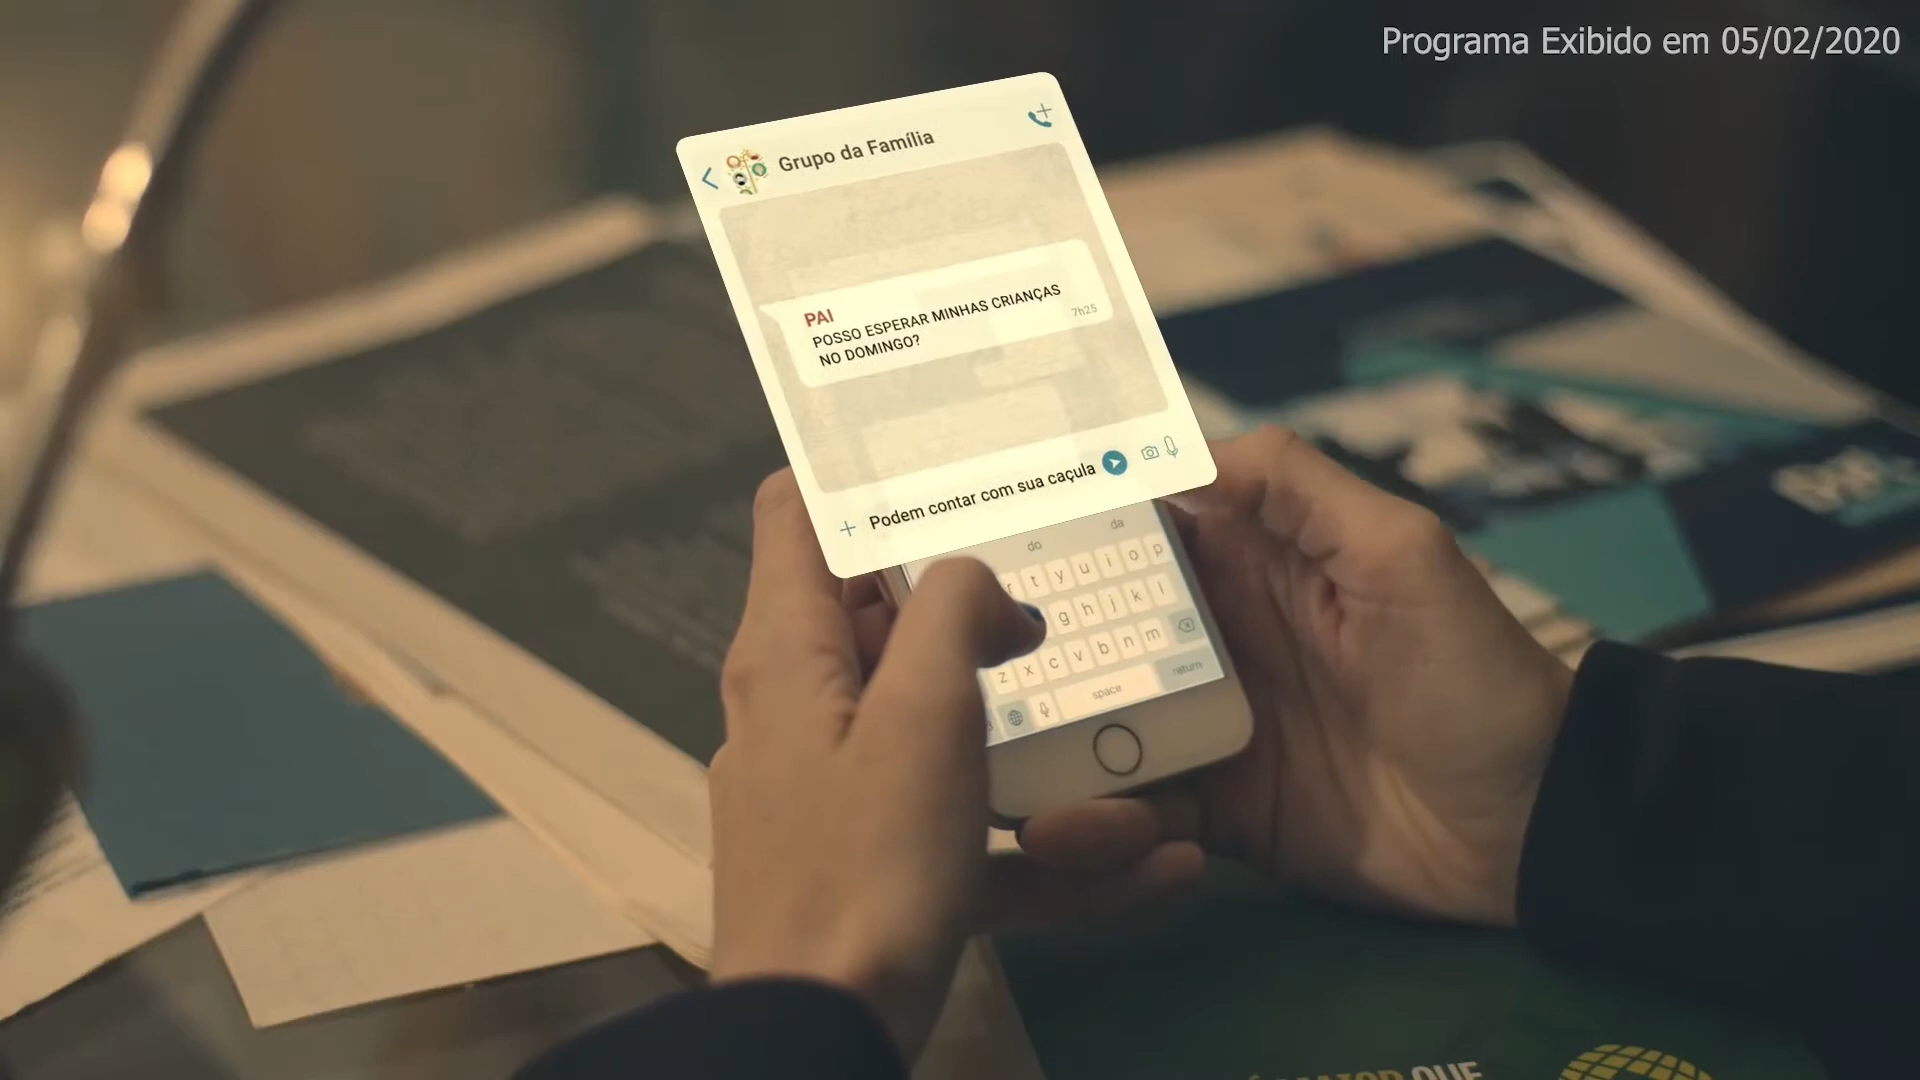 Programa Exibido em 05/02/2020
Grupo da Família
PAI
POSSO ESPERAR MINHAS CRIANÇAS
NO DOMINGO?
7h25
Podem contar com sua caçula
do da
r t y u i o p
g h j k l
z x c v b n m
space return
QUE